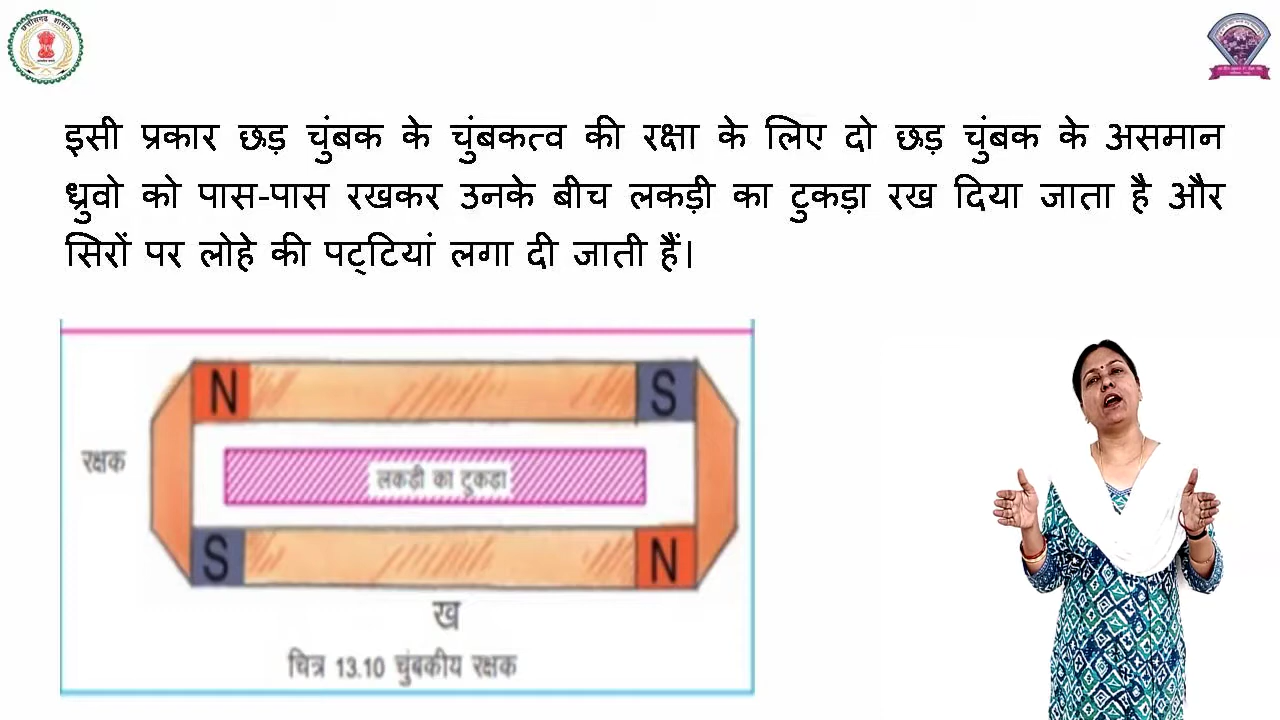 इसी प्रकार छड़ चुंबक के चुंबकत्व की रक्षा के लिए दो छड़ चुंबक के असमान
ध्रुवो को पास-पास रखकर उनके बीच लकड़ी का टुकड़ा रख दिया जाता है और
सिरों पर लोहे की पट्टियां लगा दी जाती हैं।
N S
रक्षक
लकड़ी का टुकड़ा
S N
ख
चित्र 13.10 चुंबकीय रक्षक